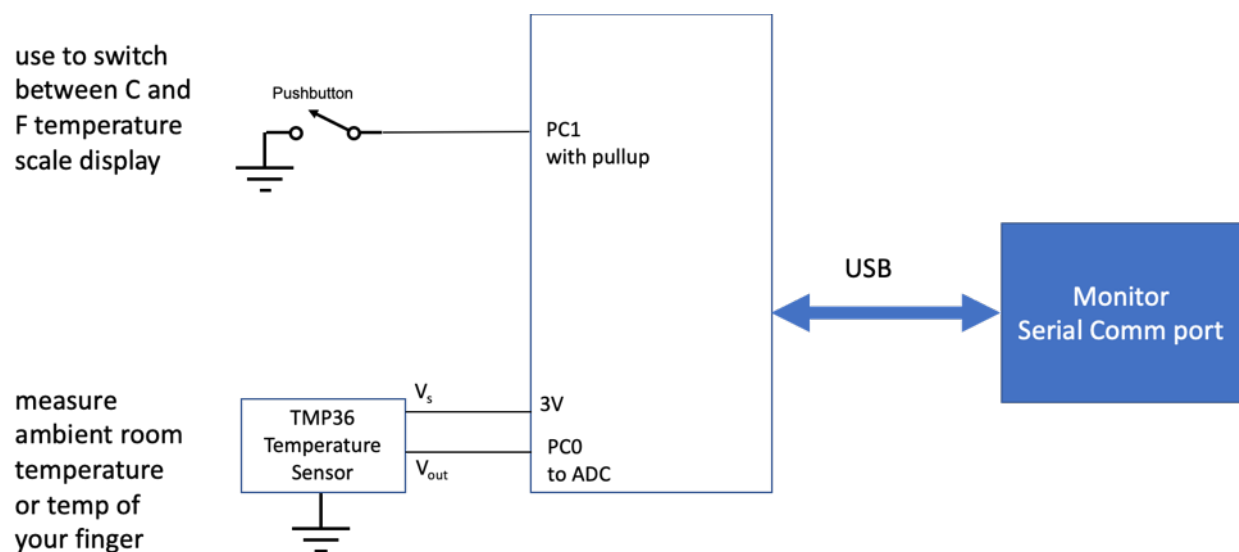 use to switch
between C and
F temperature
scale display
Pushbutton
PC1
with pullup
USB
Monitor
Serial Comm port
measure
ambient room
temperature
or temp of
your finger
TMP36
Temperature
Sensor
Vs
Vout
3V
PC0
to ADC